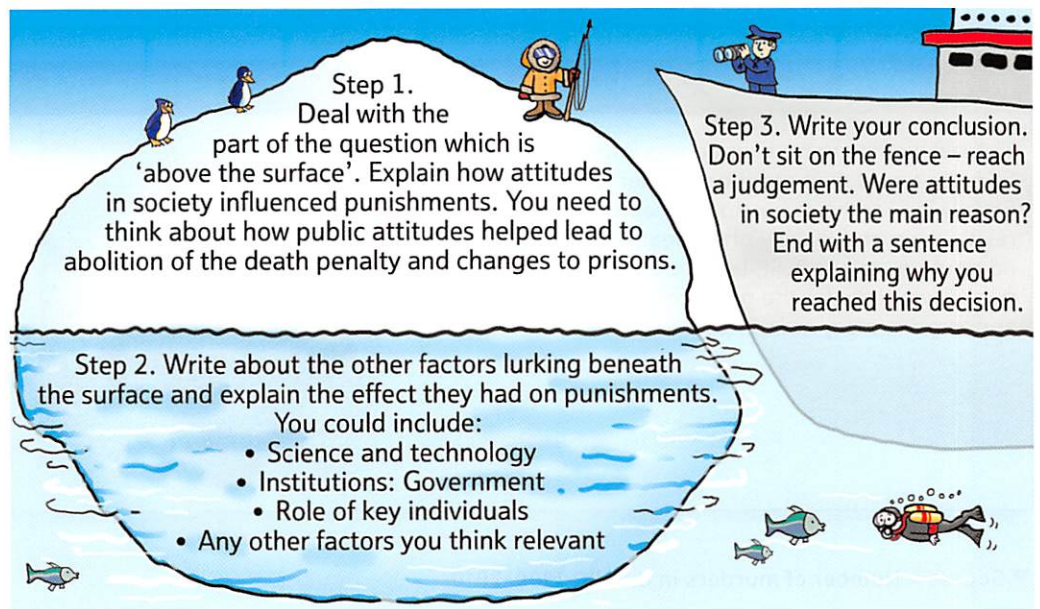 Step 1.
Deal with the
part of the question which is
‘above the surface’. Explain how attitudes
in society influenced punishments. You need to
think about how public attitudes helped lead to
abolition of the death penalty and changes to prisons.
Step 3. Write your conclusion.
Don’t sit on the fence – reach
a judgement. Were attitudes
in society the main reason?
End with a sentence
explaining why you
reached this decision.
Step 2. Write about the other factors lurking beneath
the surface and explain the effect they had on punishments.
You could include:
• Science and technology
• Institutions: Government
• Role of key individuals
• Any other factors you think relevant